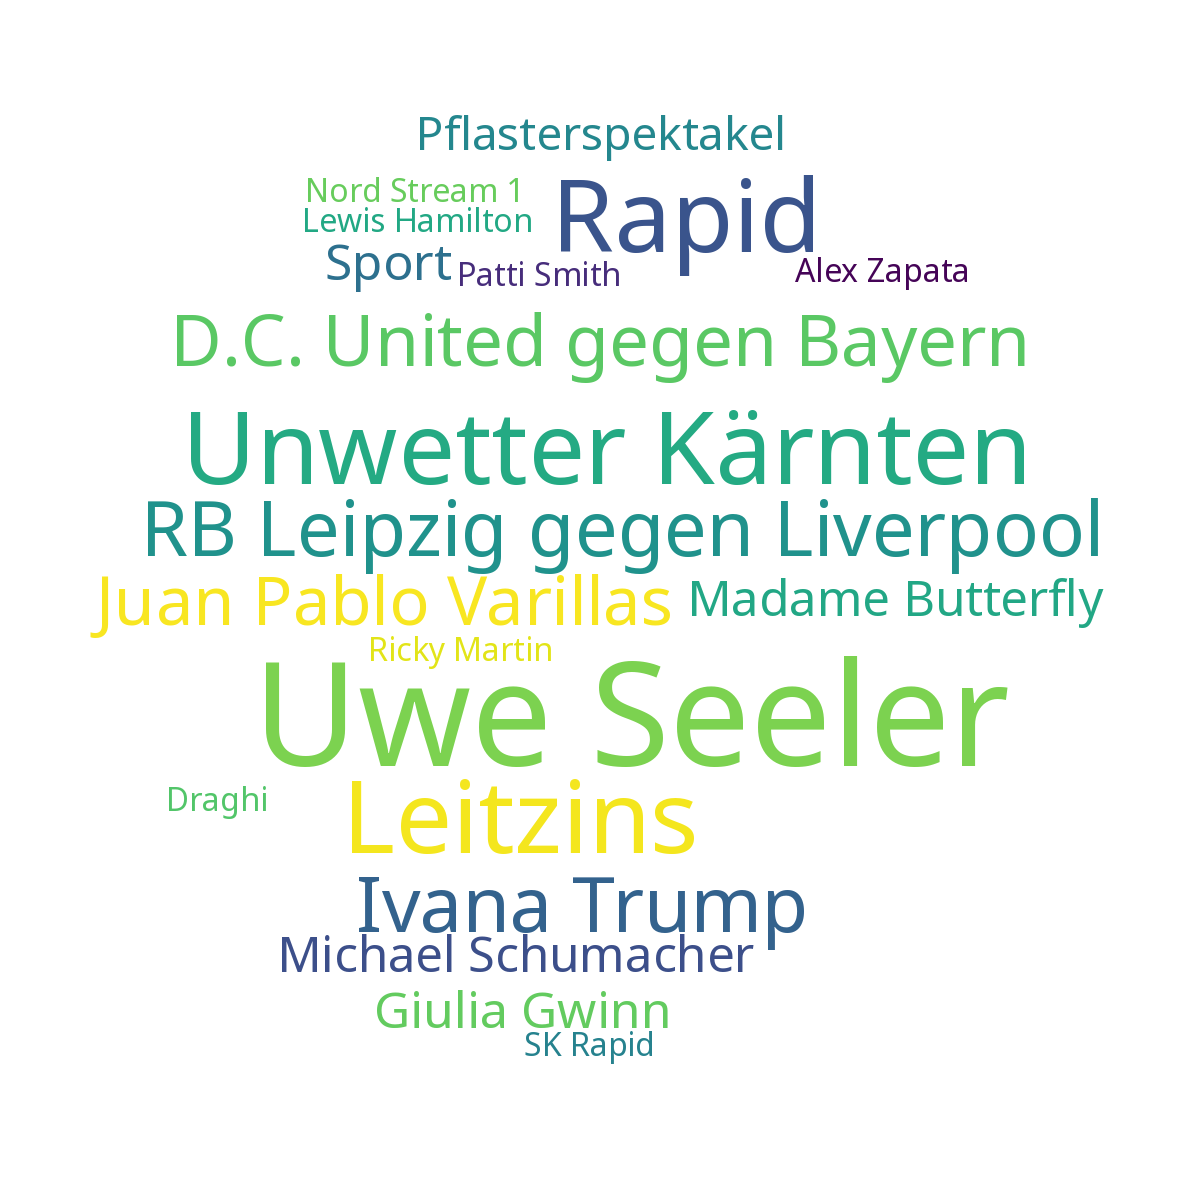 Pflasterspektakel
Nord Stream 1
Rapid
Lewis Hamilton
Sport
Patti Smith
Alex Zapata
D.C. United gegen Bayern
Unwetter Kärnten
RB Leipzig gegen Liverpool
Juan Pablo Varillas
Madame Butterfly
Ricky Martin
Uwe Seeler
Draghi
Leitzins
Ivana Trump
Michael Schumacher
Giulia Gwinn
SK Rapid